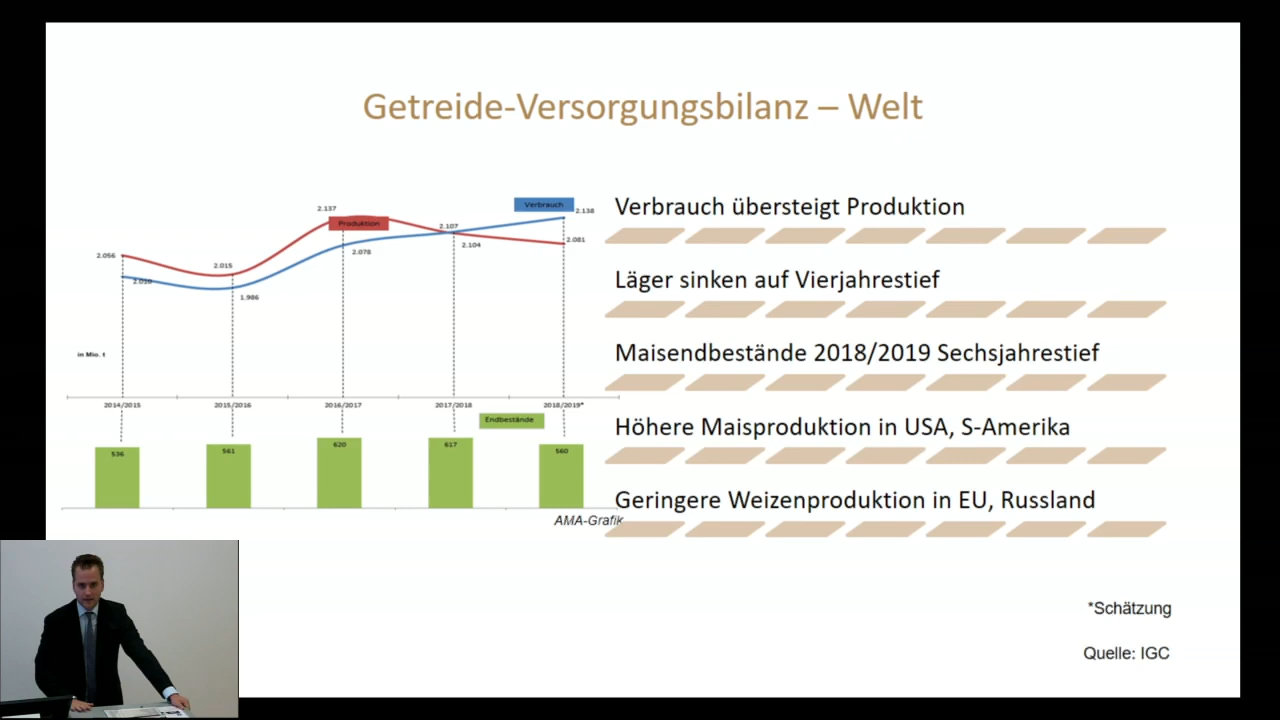 Getreide-Versorgungsbilanz – Welt
Verbrauch
2.138
2.137
Produktion
2.107
2.104
2.081
2.078
2.056
2.015
2.010
1.986
in Mio. t
2014/2015
2015/2016
2016/2017
2017/2018
2018/2019*
Endbestände
536
561
620
617
560
AMA-Grafik
Verbrauch übersteigt Produktion
Läger sinken auf Vierjahrestief
Maisendbestände 2018/2019 Sechsjahrestief
Höhere Maisproduktion in USA, S-Amerika
Geringere Weizenproduktion in EU, Russland
*Schätzung
Quelle: IGC